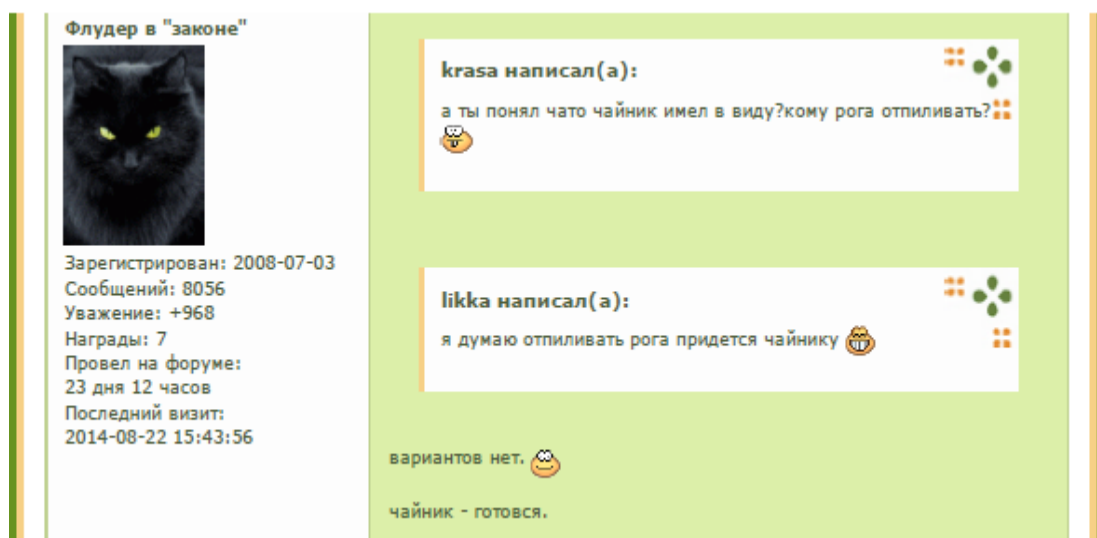 Флудер в "законе"
Зарегистрирован: 2008-07-03
Сообщений: 8056
Уважение: +968
Награды: 7
Провел на форуме:
23 дня 12 часов
Последний визит:
2014-08-22 15:43:56
krasa написал(а):
а ты понял чато чайник имел в виду?кому рога отпиливать?
likka написал(а):
я думаю отпиливать рога придется чайнику
вариантов нет.
чайник - готовся.